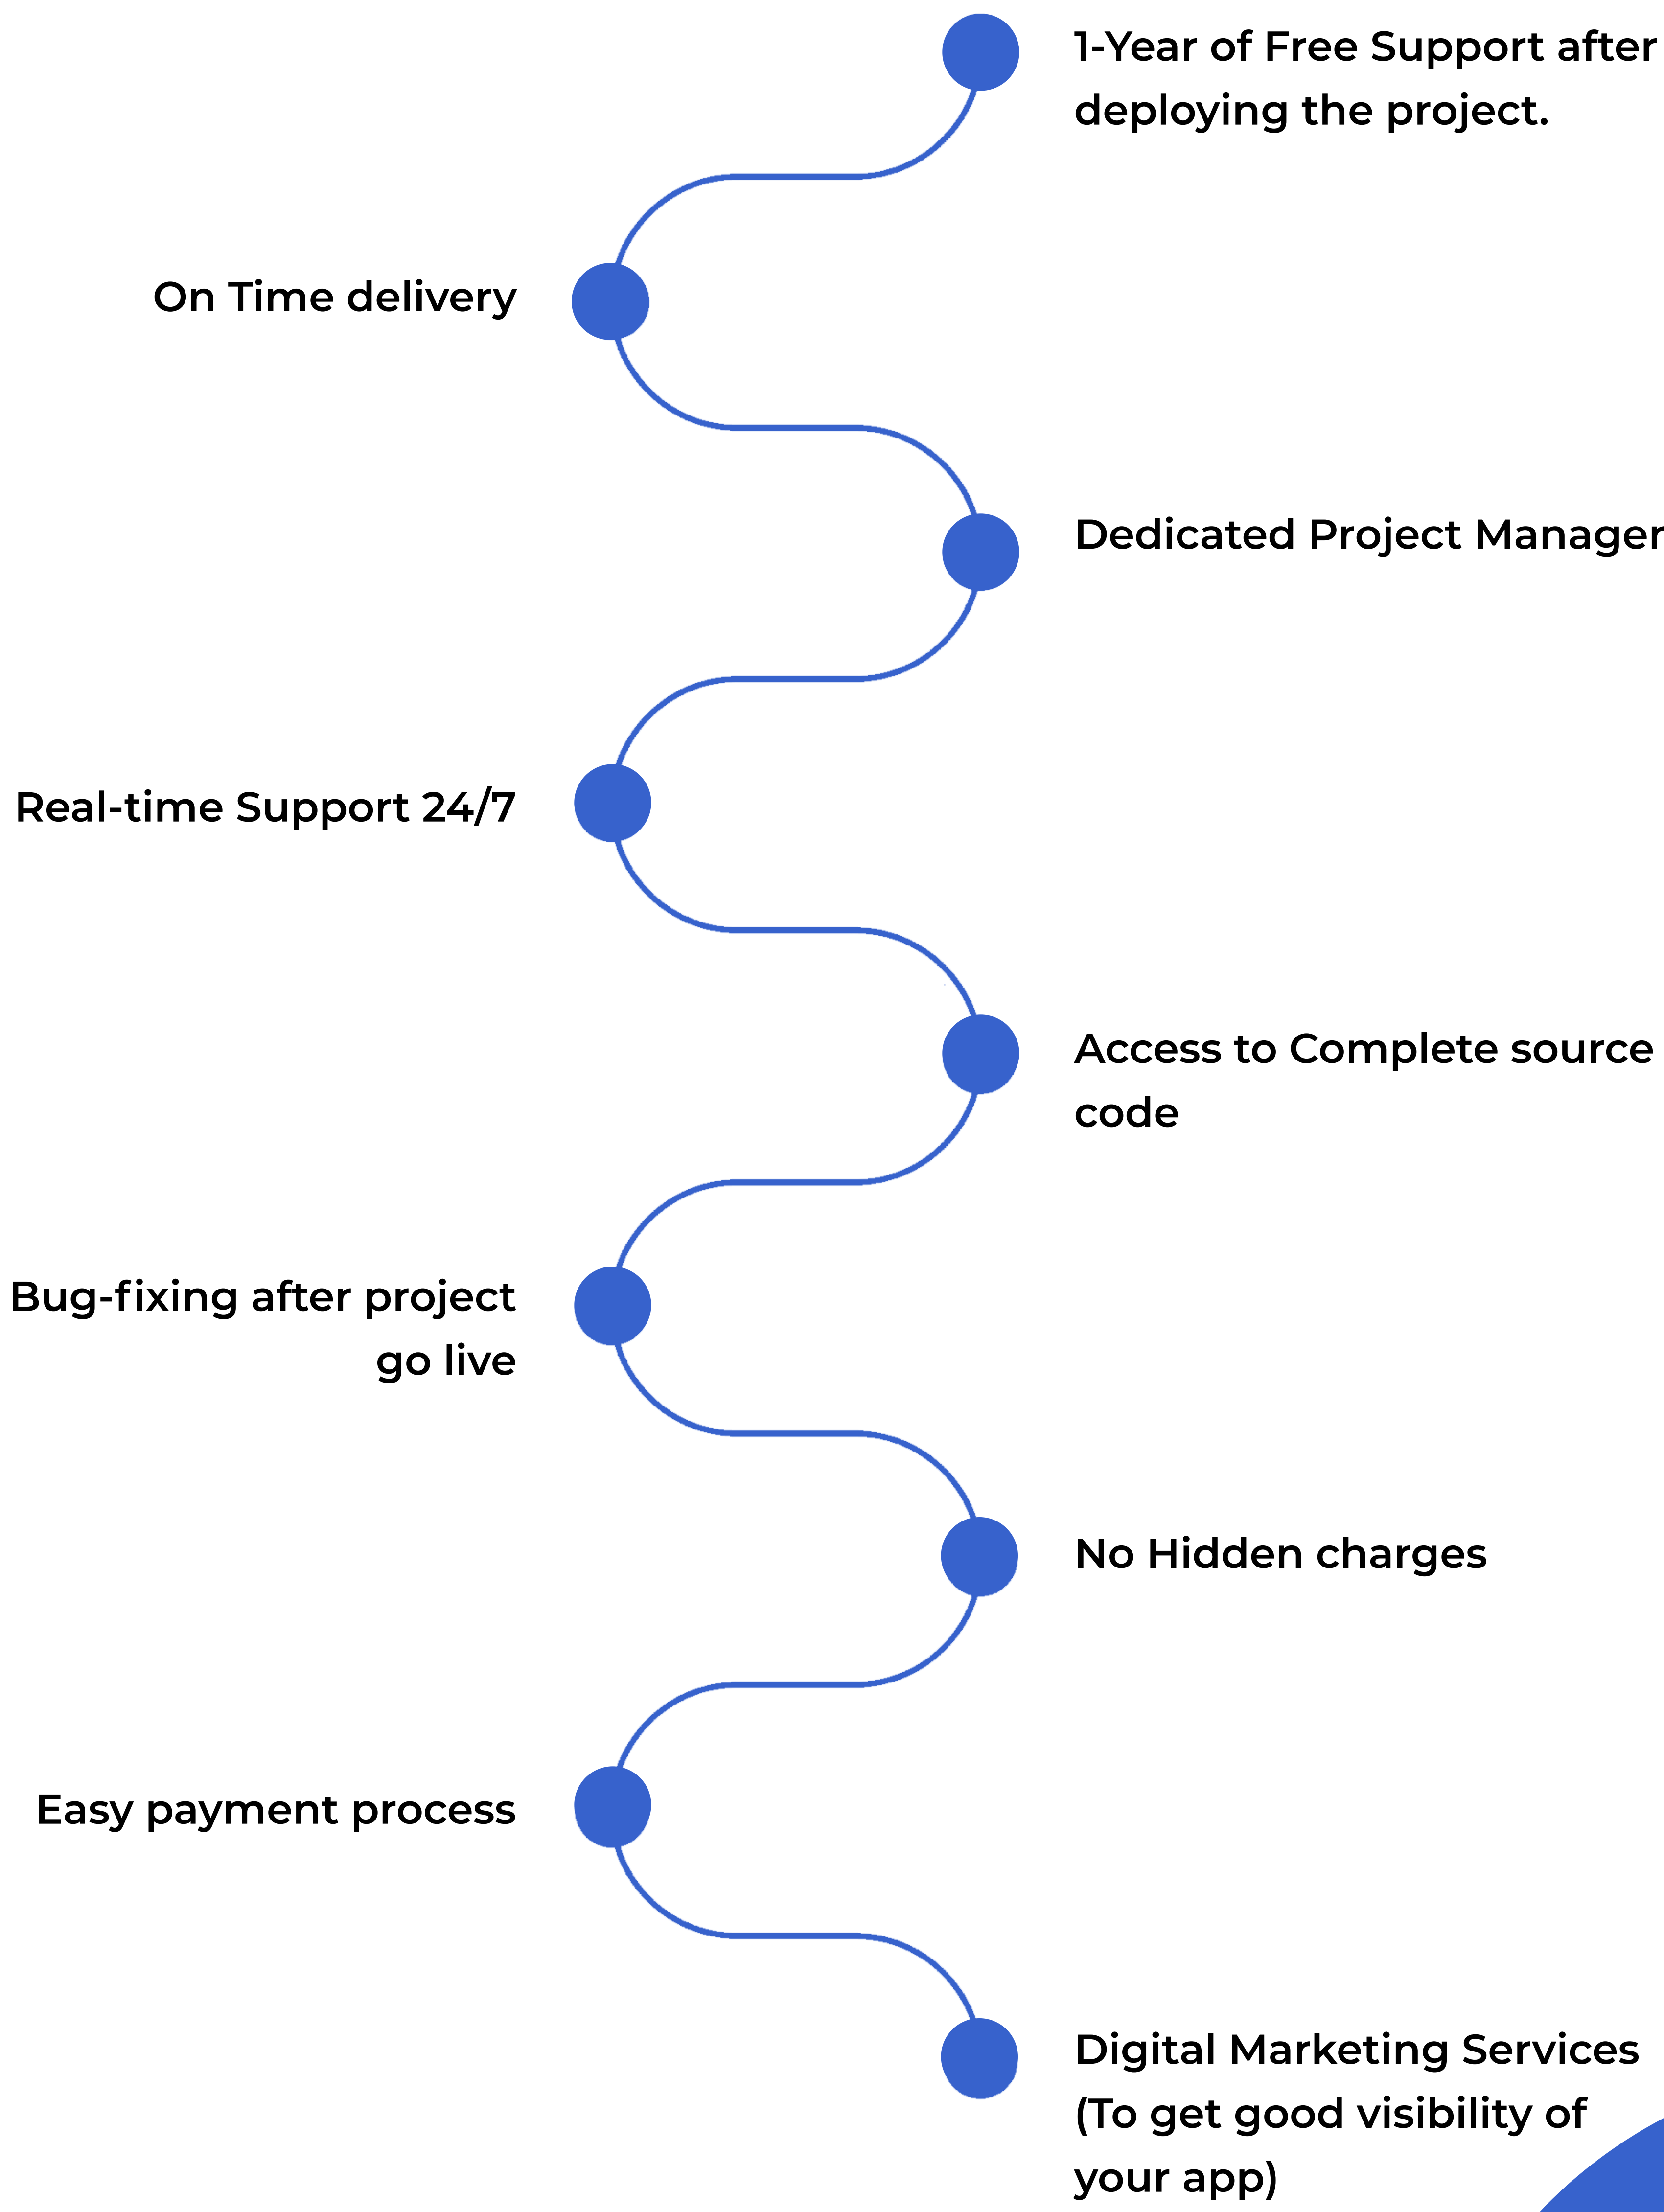 1-Year of Free Support after
deploying the project.
On Time delivery
Dedicated Project Manager
Real-time Support 24/7
Access to Complete source
code
Bug-fixing after project
go live
No Hidden charges
Easy payment process
Digital Marketing Services
(To get good visibility of
your app)